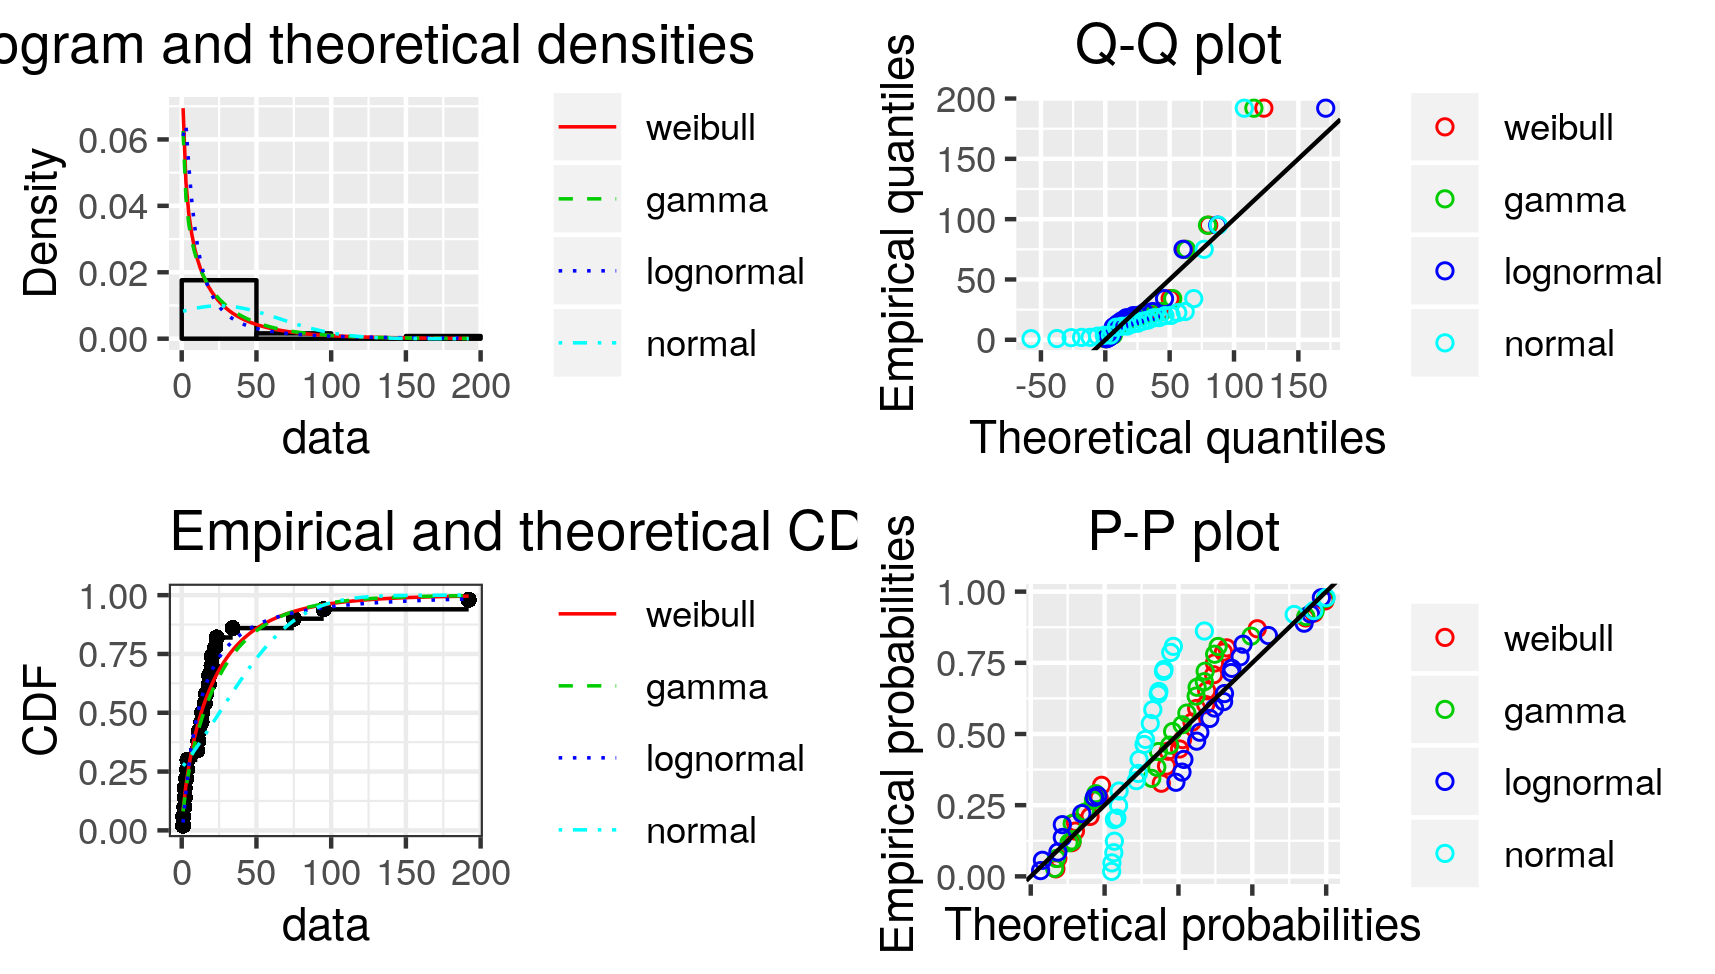 ogram and theoretical densities
Density
0.06
0.04
0.02
0.00
0 50 100 150 200
data
weibull
gamma
lognormal
normal
Q-Q plot
Empirical quantiles
200
150
100
50
0
-50 0 50 100 150
Theoretical quantiles
weibull
gamma
lognormal
normal
Empirical and theoretical CD
CDF
1.00
0.75
0.50
0.25
0.00
0 50 100 150 200
data
weibull
gamma
lognormal
normal
P-P plot
Empirical probabilities
1.00
0.75
0.50
0.25
0.00
Theoretical probabilities
weibull
gamma
lognormal
normal